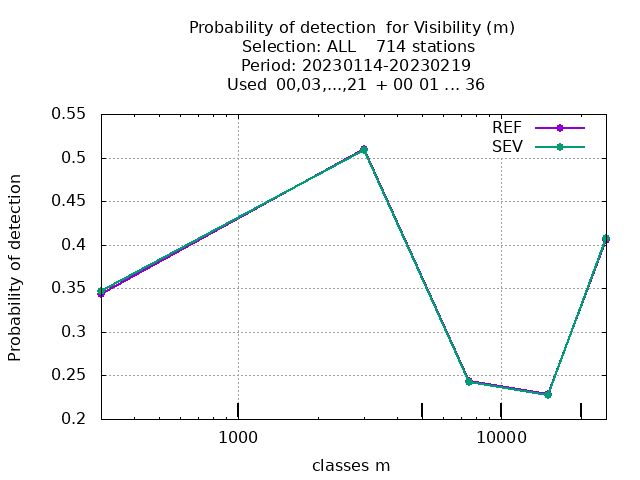 Probability of detection  for Visibility (m)
Selection: ALL    714 stations
Period: 20230114-20230219
Used  00,03,...,21  + 00 01 ... 36
REF
SEV
Probability of detection
0.55
0.5
0.45
0.4
0.35
0.3
0.25
0.2
1000
10000
classes m